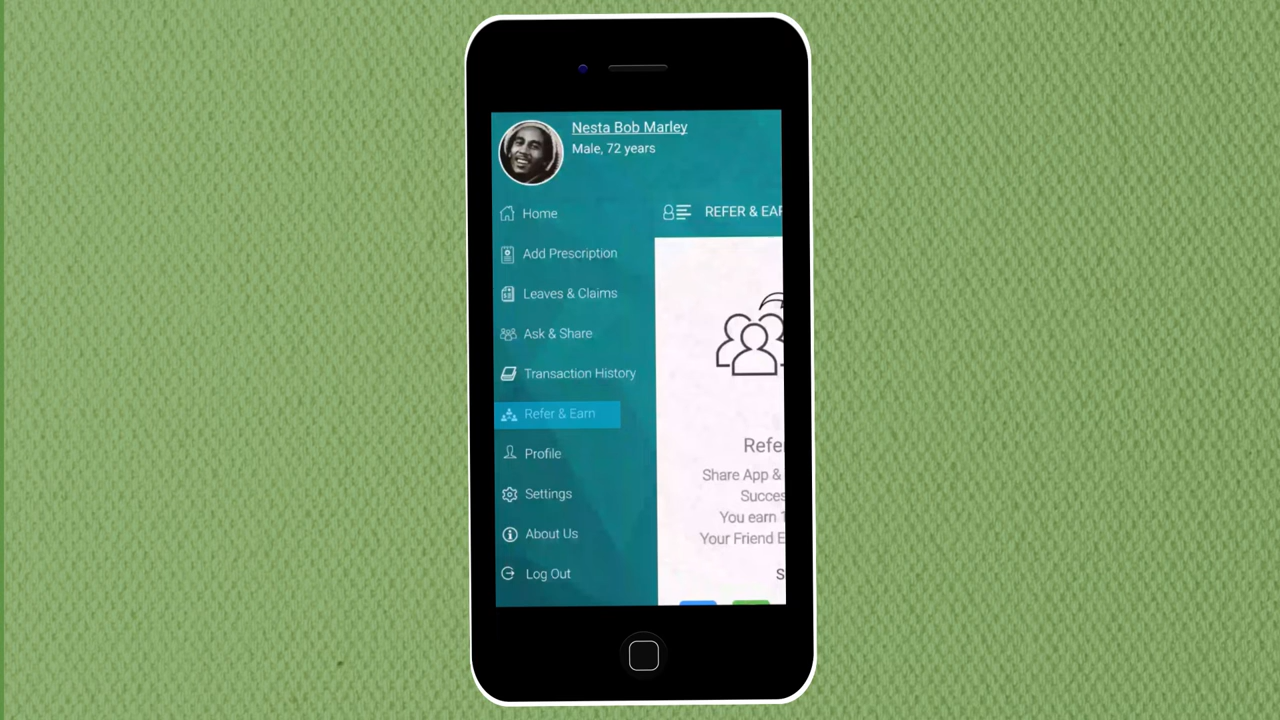 Nesta Bob Marley
Male, 72 years
Home
Add Prescription
Leaves & Claims
Ask & Share
Transaction History
Refer & Earn
Profile
Settings
About Us
Log Out
REFER & EAR
Refe
Share App &
Succes
You earn 1
Your Friend E
S